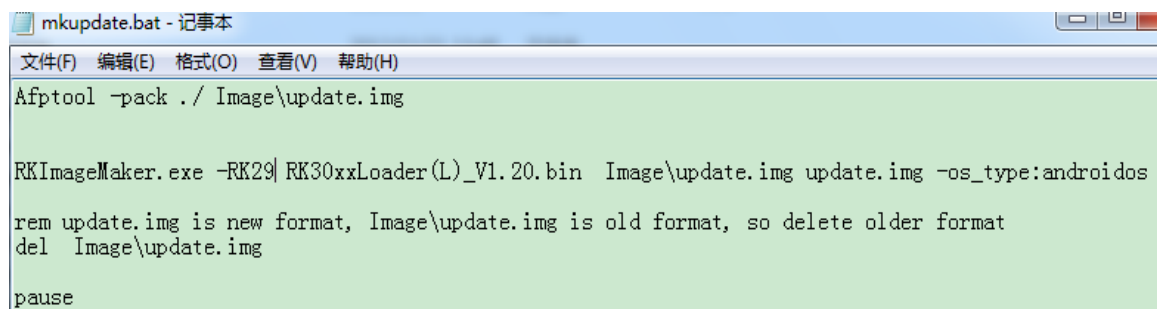 mkupdate.bat - 记事本
文件(F) 编辑(E) 格式(O) 查看(V) 帮助(H)
Afptool -pack ./ Image\update.img
RKImageMaker.exe -RK29 RK30xxLoader(L)_V1.20.bin  Image\update.img update.img -os_type:androidos
rem update.img is new format, Image\update.img is old format, so delete older format
del  Image\update.img
pause